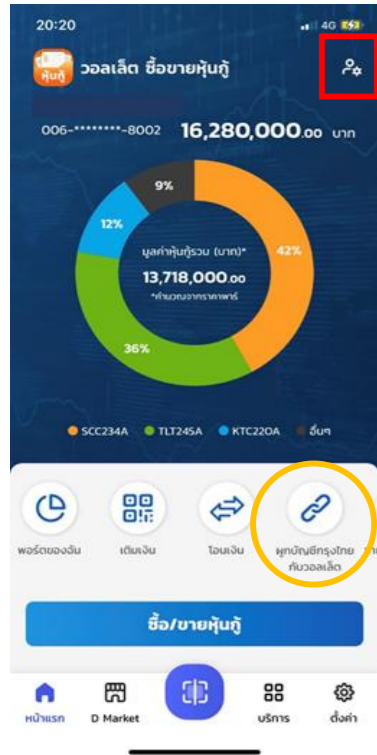 20:20
4G
หุ้นกู้
วอลเล็ต ซื้อขายหุ้นกู้
006-********-8002 16,280,000.00 บาท
9%
12%
42%
มูลค่าหุ้นกู้รวม (บาท)*
13,718,000.00
*คำนวณจากราคาพาร์
36%
SCC234A TLT245A KTC220A อื่นๆ
พอร์ตของฉัน เติมเงิน โอนเงิน ผูกบัญชีกรุงไทย
กับวอลเล็ต
ซื้อ/ขายหุ้นกู้
หน้าแรก D Market บริการ ตั้งค่า